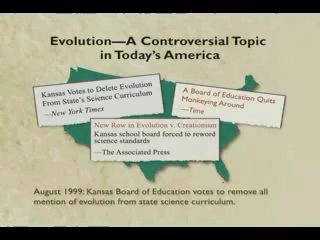 Evolution—A Controversial Topic
in Today's America
Kansas Votes to Delete Evolution
From State's Science Curriculum
—New York Times
A Board of Education Quits
Monkeying Around
—Time
New Row in Evolution v. Creationism
Kansas school board forced to reword
science standards
—The Associated Press
August 1999: Kansas Board of Education votes to remove all
mention of evolution from state science curriculum.